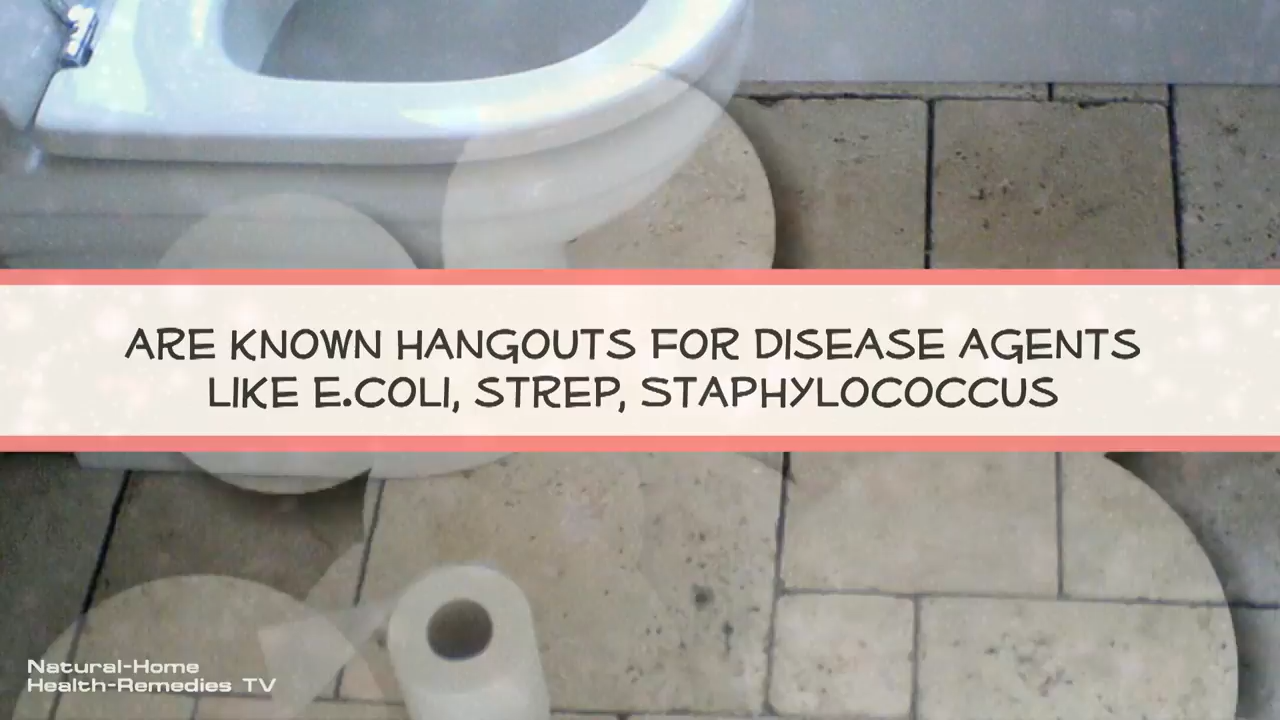 ARE KNOWN HANGOUTS FOR DISEASE AGENTS
LIKE E.COLI, STREP, STAPHYLOCOCCUS
Natural-Home
Health-Remedies TV